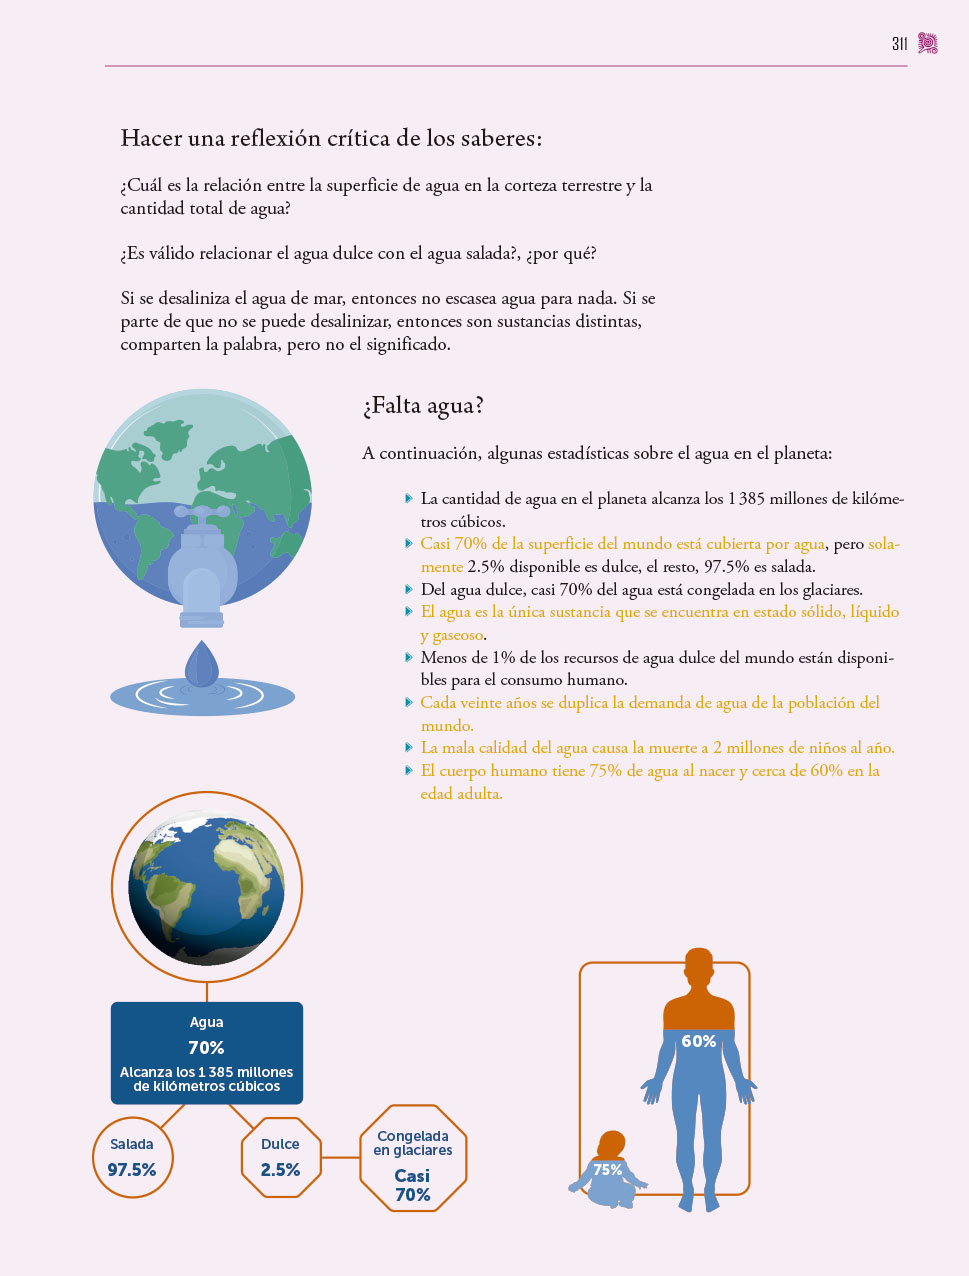 311
Hacer una reflexión crítica de los saberes:
¿Cuál es la relación entre la superficie de agua en la corteza terrestre y la
cantidad total de agua?
¿Es válido relacionar el agua dulce con el agua salada?, ¿por qué?
Si se desaliniza el agua de mar, entonces no escasea agua para nada. Si se
parte de que no se puede desalinizar, entonces son sustancias distintas,
comparten la palabra, pero no el significado.
¿Falta agua?
A continuación, algunas estadísticas sobre el agua en el planeta:
La cantidad de agua en el planeta alcanza los 1 385 millones de kilóme-
tros cúbicos.
Casi 70% de la superficie del mundo está cubierta por agua, pero sola-
mente 2.5% disponible es dulce, el resto, 97.5% es salada.
Del agua dulce, casi 70% del agua está congelada en los glaciares.
El agua es la única sustancia que se encuentra en estado sólido, líquido
y gaseoso.
Menos de 1% de los recursos de agua dulce del mundo están disponi-
bles para el consumo humano.
Cada veinte años se duplica la demanda de agua de la población del
mundo.
La mala calidad del agua causa la muerte a 2 millones de niños al año.
El cuerpo humano tiene 75% de agua al nacer y cerca de 60% en la
edad adulta.
Agua
70%
Alcanza los 1 385 millones
de kilómetros cúbicos
Salada
97.5%
Dulce
2.5%
Congelada
en glaciares
Casi
70%
60%
75%